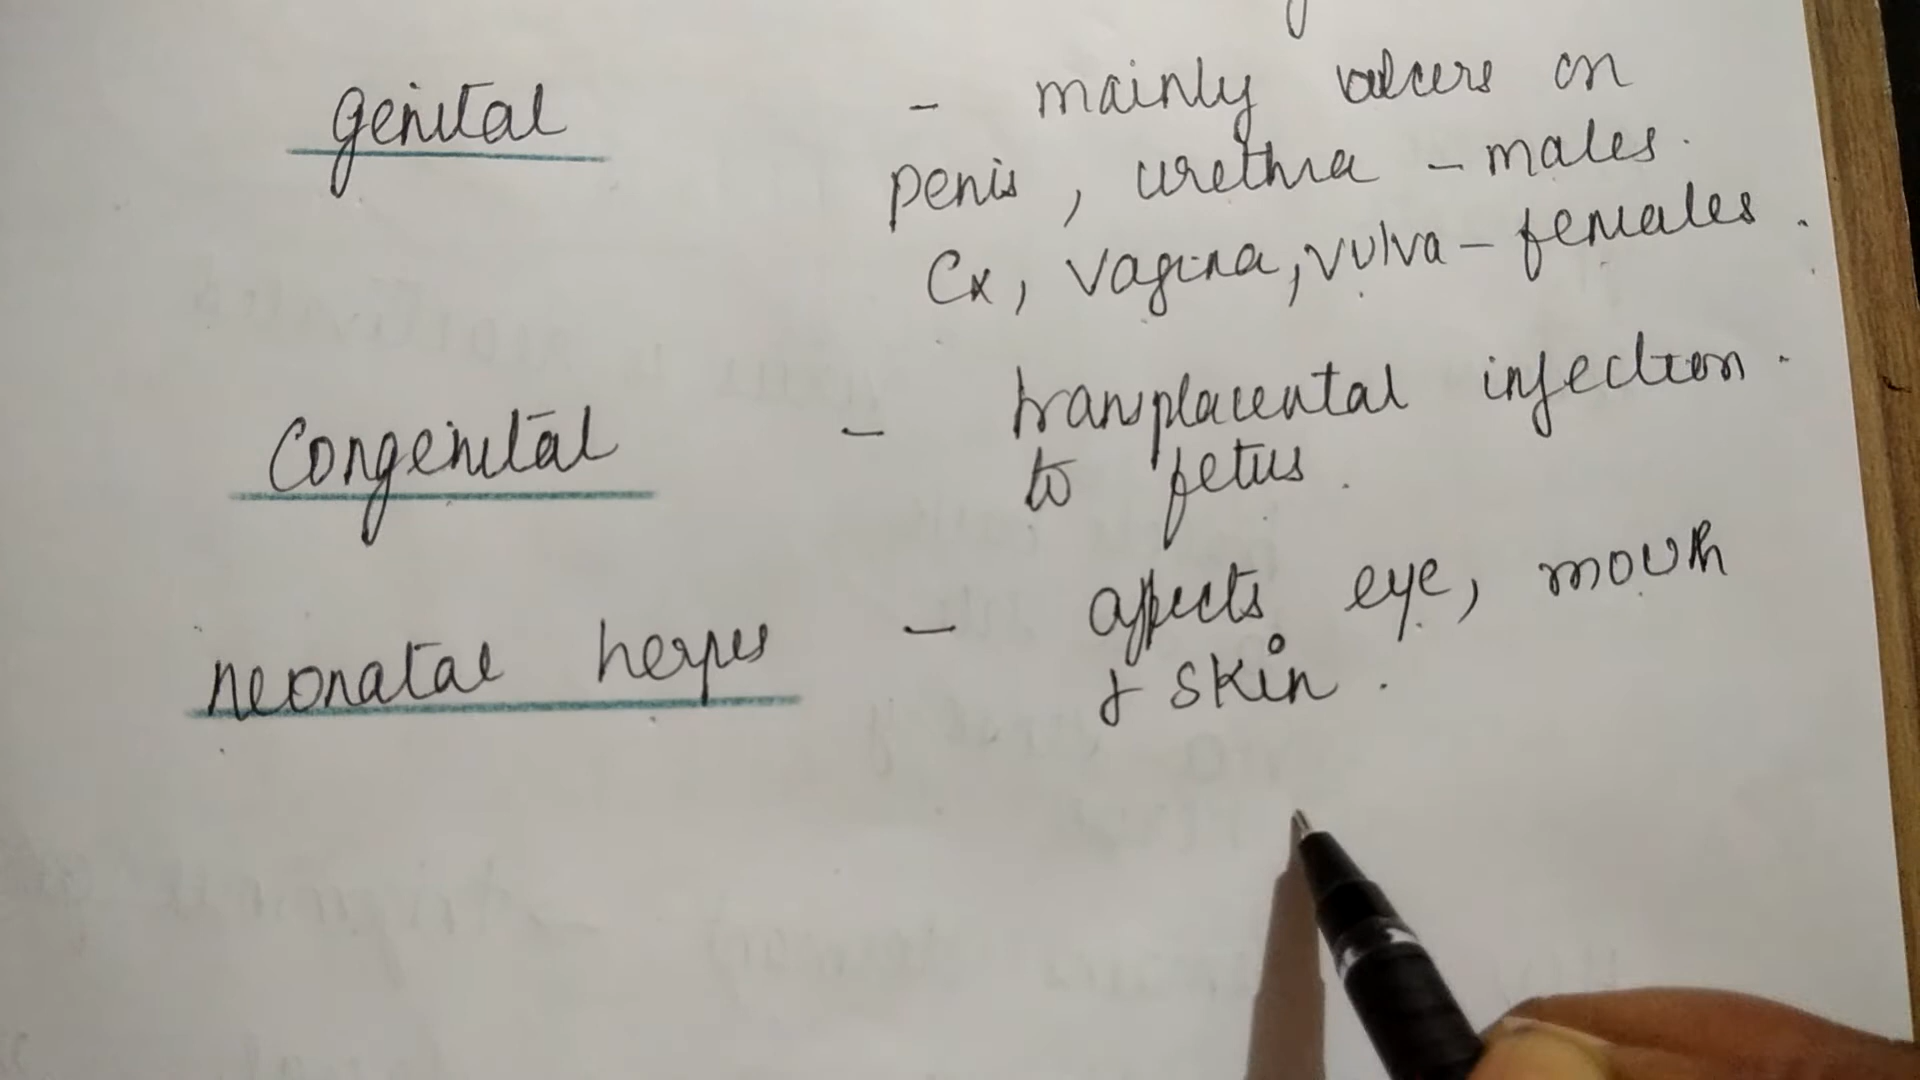 genital - mainly ulcers on
penis, urethra - males.
Cx, vagina, vulva - females.
Congenital - transplacental infection.
to fetus.
neonatal herpes - affects eye, mouth
& skin.